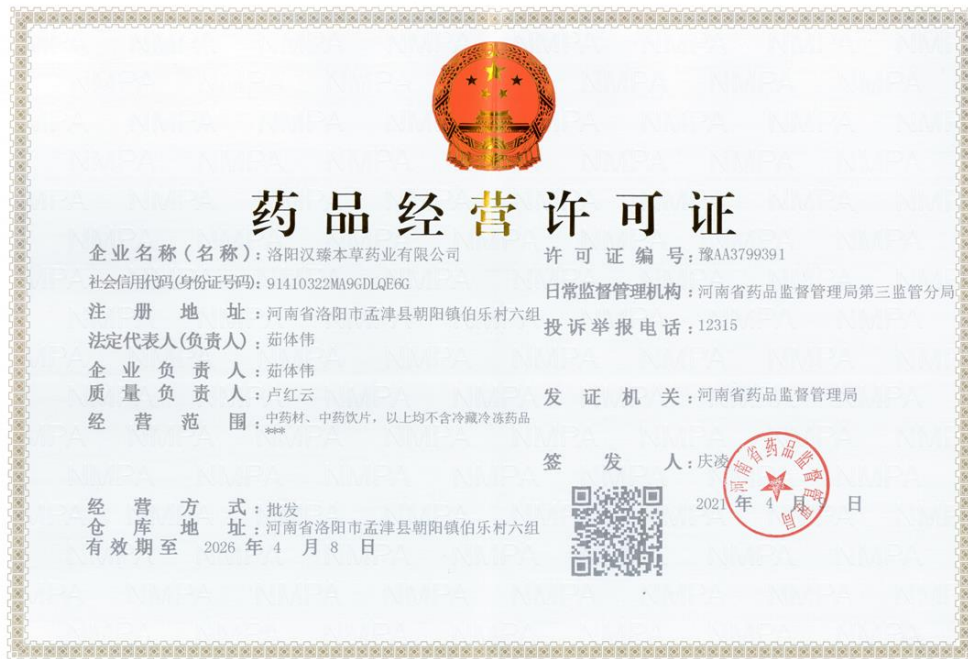 药品经营许可证
企业名称(名称):洛阳汉臻本草药业有限公司
许可证编号:豫AA3799391
社会信用代码(身份证号码):91410322MA9GDLQE6G
日常监督管理机构:河南省药品监督管理局第三监管分局
注册地址:河南省洛阳市孟津县朝阳镇伯乐村六组
投诉举报电话:12315
法定代表人(负责人):茹体伟
企业负责人:茹体伟
质量负责人:卢红云
发证机关:河南省药品监督管理局
经营范围:中药材、中药饮片,以上均不含冷藏冷冻药品
***
签发人:庆凌
河南省药品监督管理局
2021年4月日
经营方式:批发
仓库地址:河南省洛阳市孟津县朝阳镇伯乐村六组
有效期至 2026年4月8日